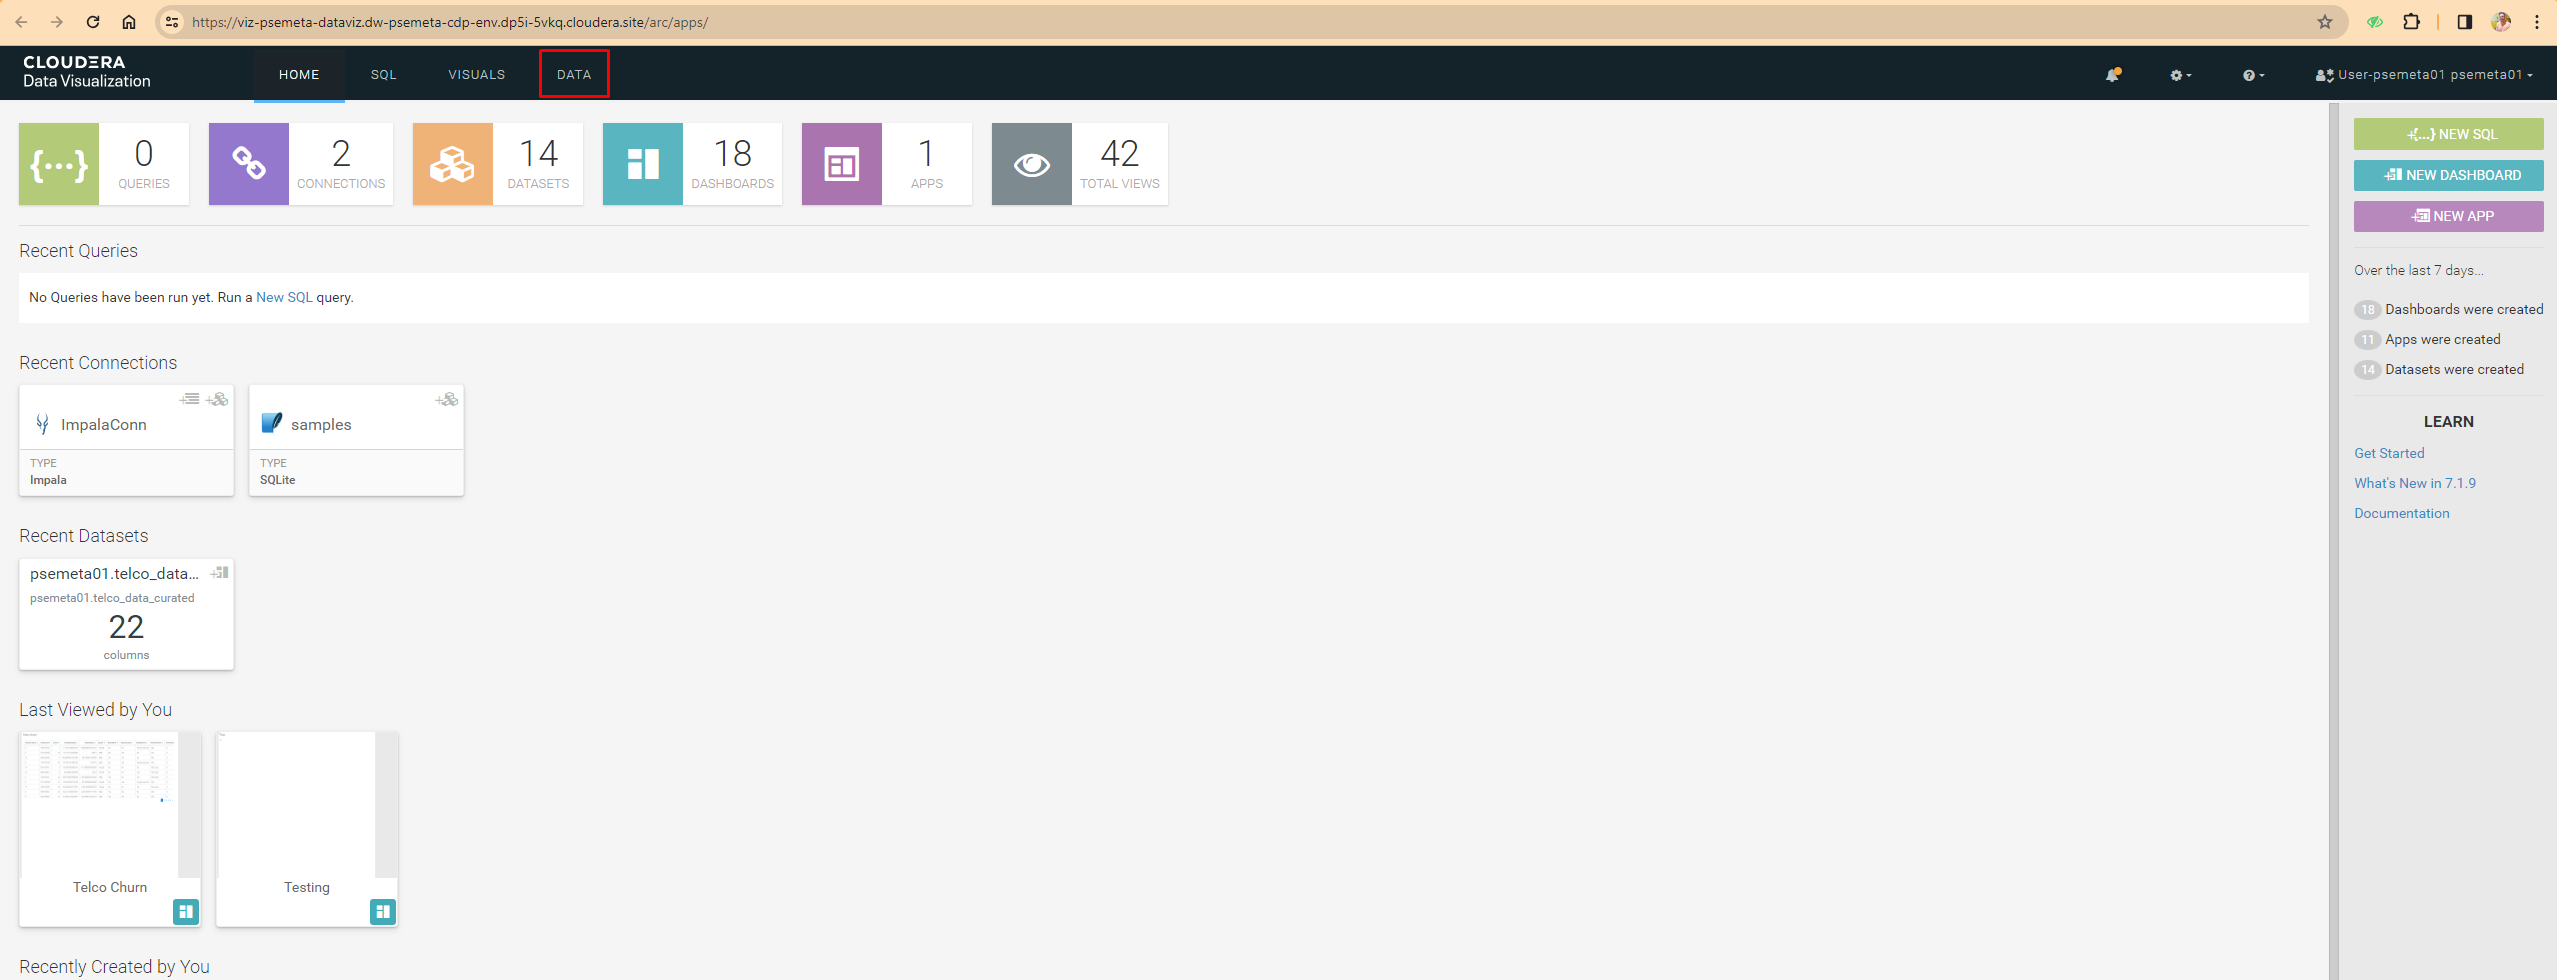 https://viz-psemeta-dataviz.dw-psemeta-cdp-env.dp5i-5vkq.cloudera.site/arc/apps/
CLOUDERA
Data Visualization
HOME SQL VISUALS DATA
User-psemeta01 psemeta01
{...} 0 QUERIES
2 CONNECTIONS
14 DATASETS
18 DASHBOARDS
1 APPS
42 TOTAL VIEWS
Recent Queries
No Queries have been run yet. Run a New SQL query.
Recent Connections
ImpalaConn
TYPE
Impala
samples
TYPE
SQLite
Recent Datasets
psemeta01.telco_data...
psemeta01.telco_data_curated
22
columns
Last Viewed by You
Telco Churn
Testing
Recently Created by You
+{...} NEW SQL
NEW DASHBOARD
NEW APP
Over the last 7 days...
18 Dashboards were created
11 Apps were created
14 Datasets were created
LEARN
Get Started
What's New in 7.1.9
Documentation